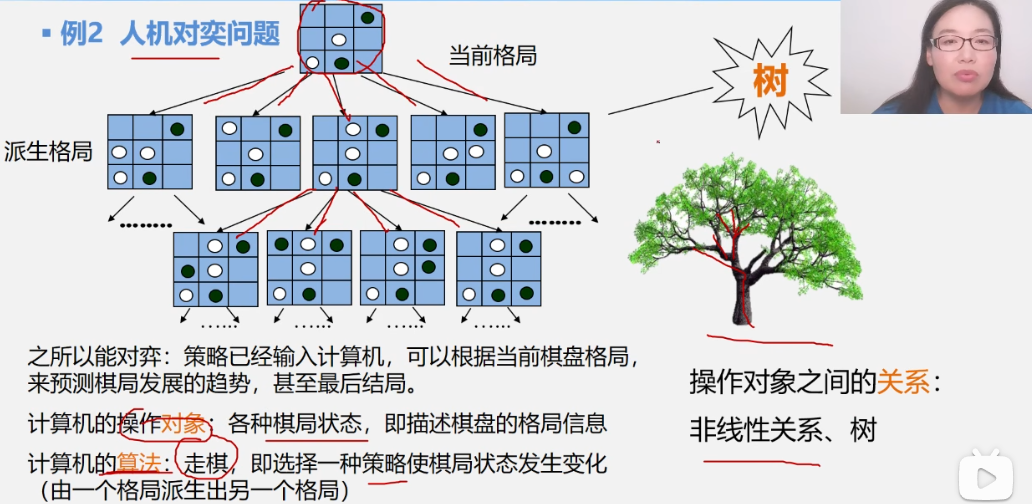 ▪ 例2 人机对奕问题
当前格局
树
派生格局
········
········
······
······
······
······
之所以能对弈：策略已经输入计算机，可以根据当前棋盘格局，
来预测棋局发展的趋势，甚至最后结局。
计算机的操作对象：各种棋局状态，即描述棋盘的格局信息
计算机的算法：走棋，即选择一种策略使棋局状态发生变化
（由一个格局派生出另一个格局）
操作对象之间的关系：
非线性关系、树